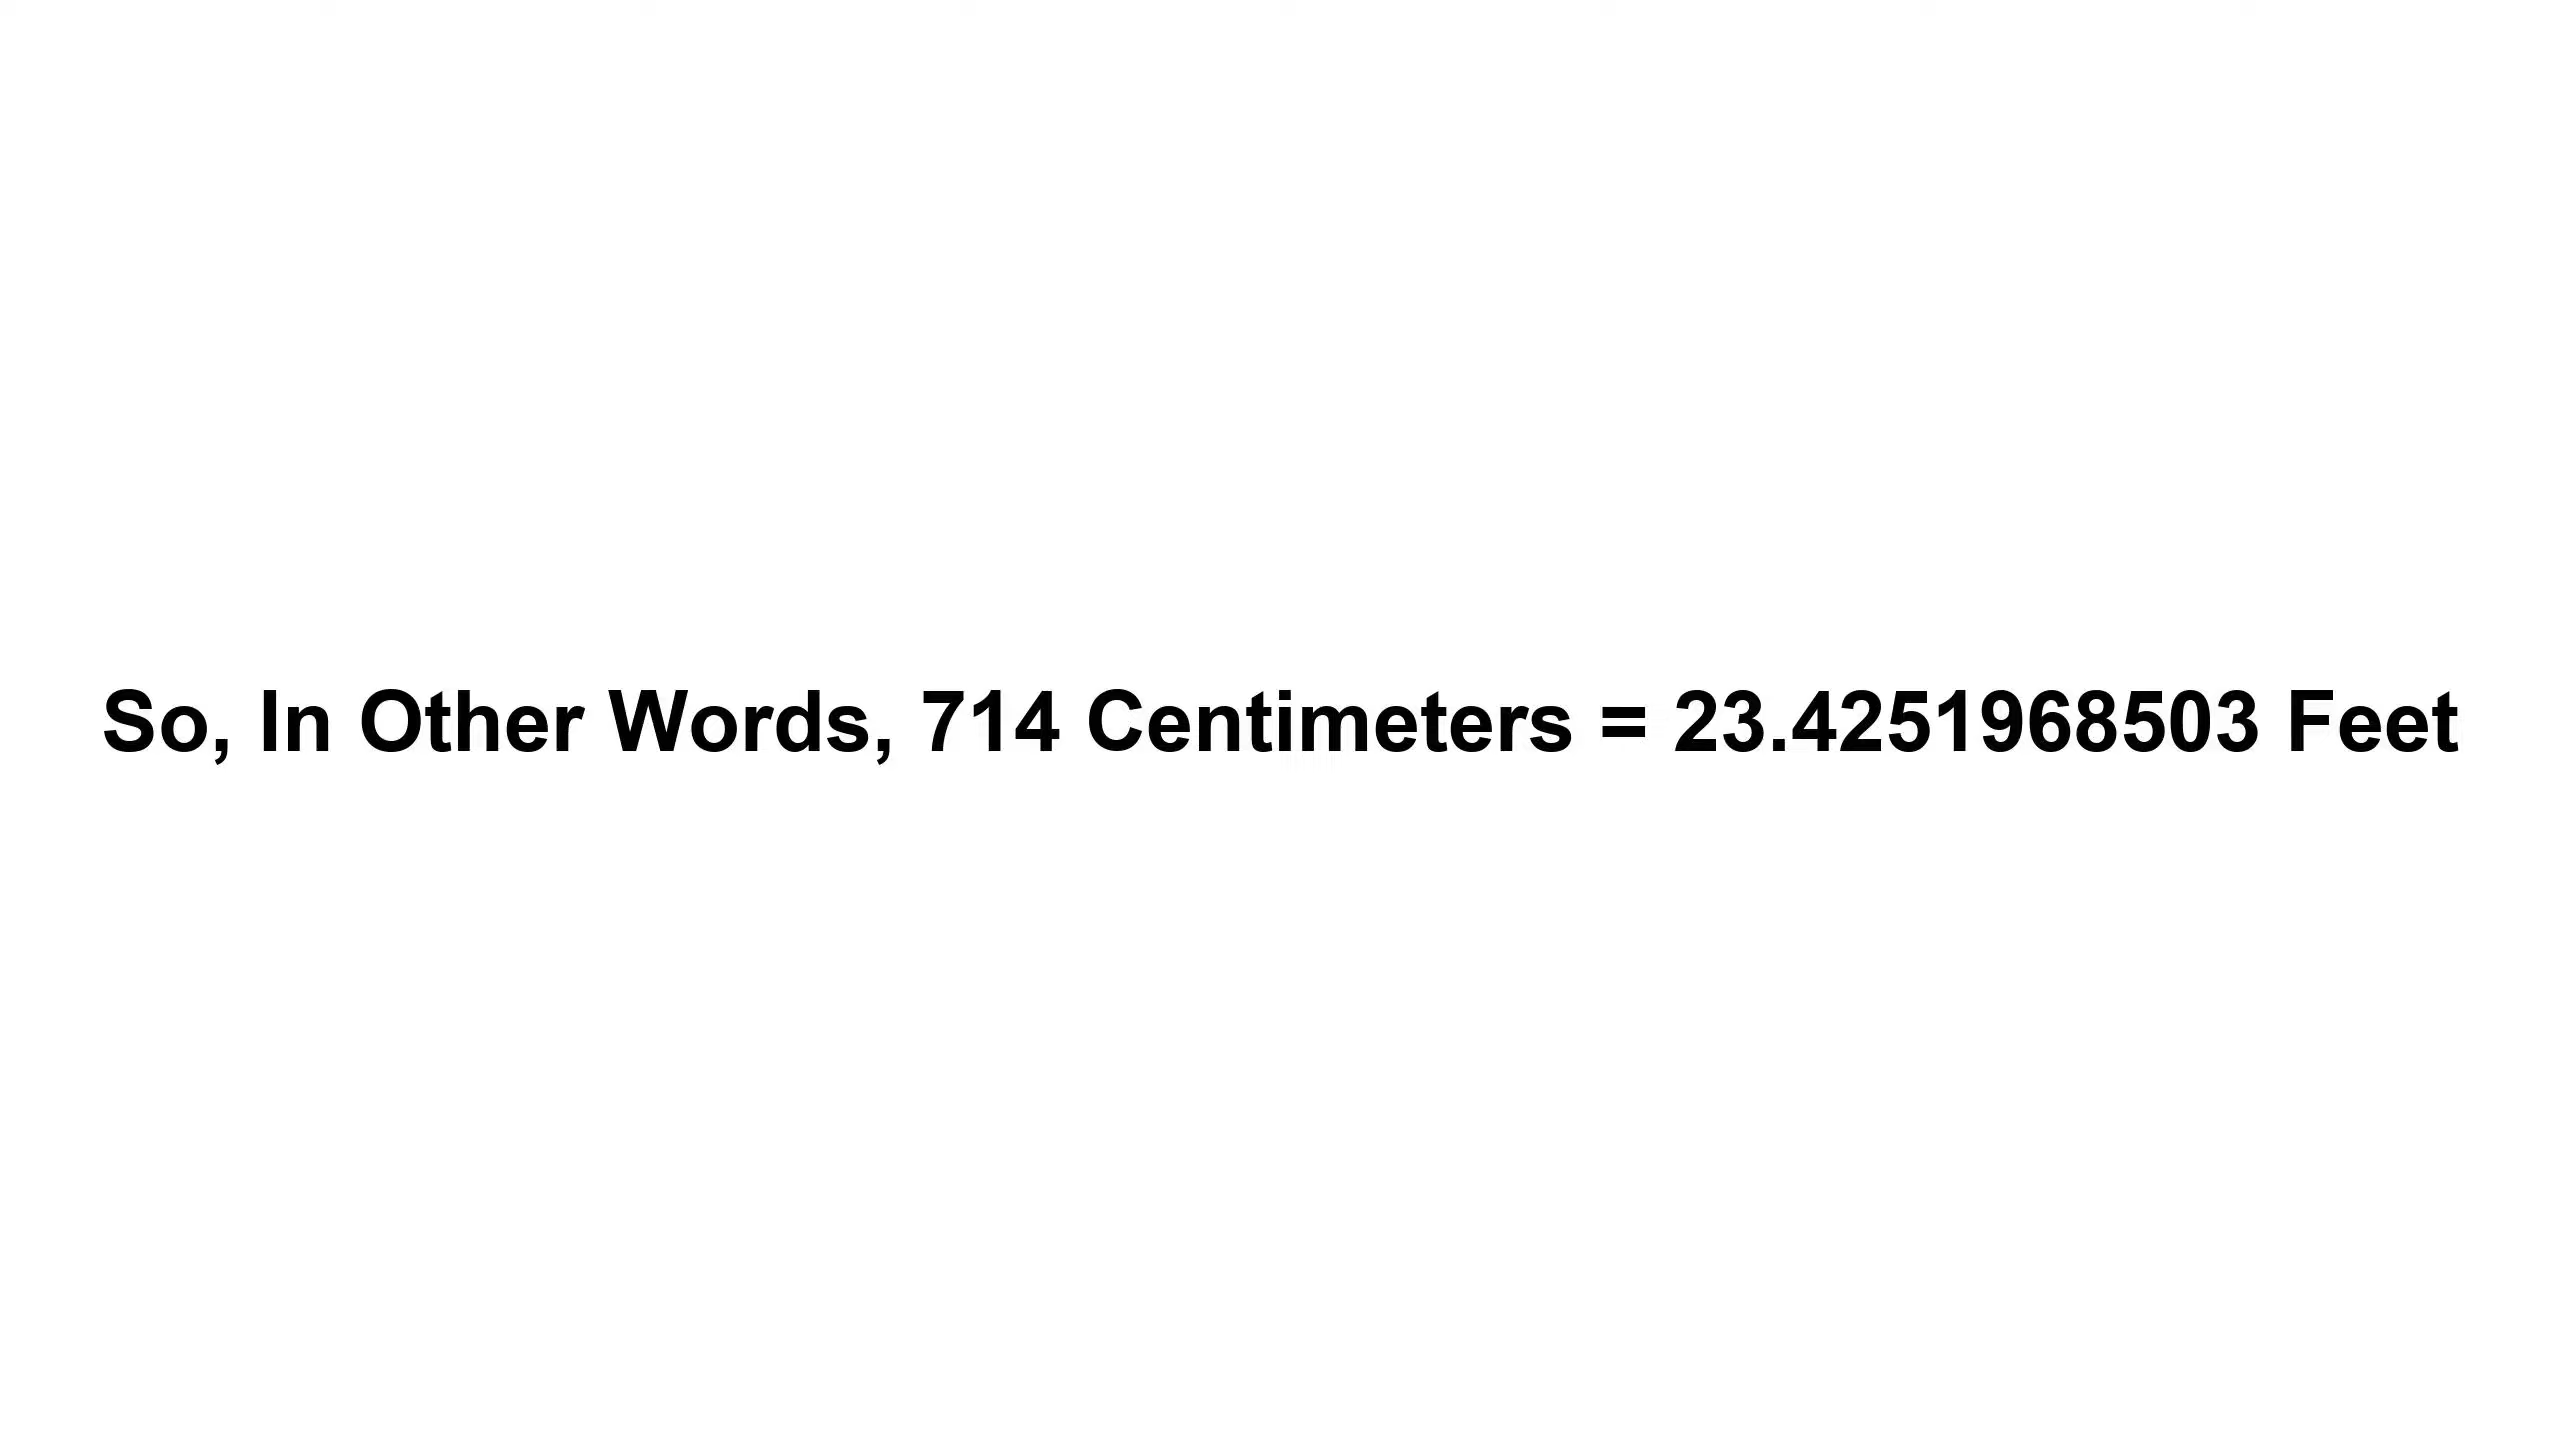 So, In Other Words, 714 Centimeters = 23.4251968503 Feet